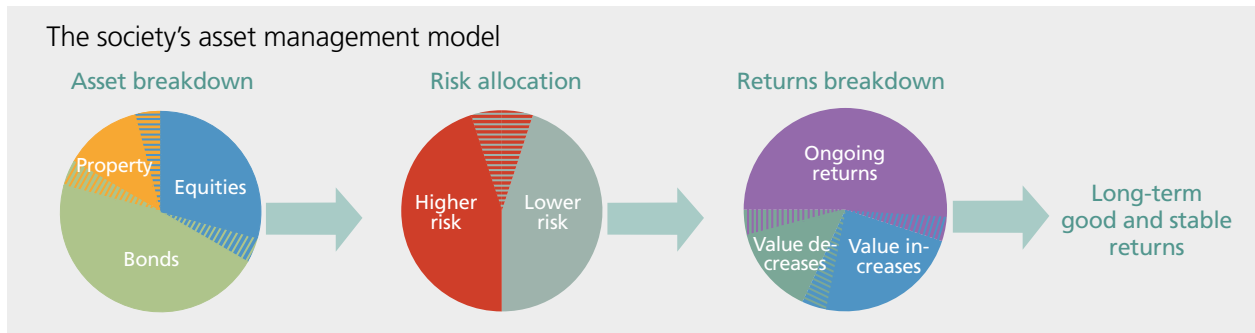 The society’s asset management model
Asset breakdown
Risk allocation
Returns breakdown
Property
Equities
Bonds
Higher
risk
Lower
risk
Ongoing
returns
Value de-
creases
Value in-
creases
Long-term
good and stable
returns